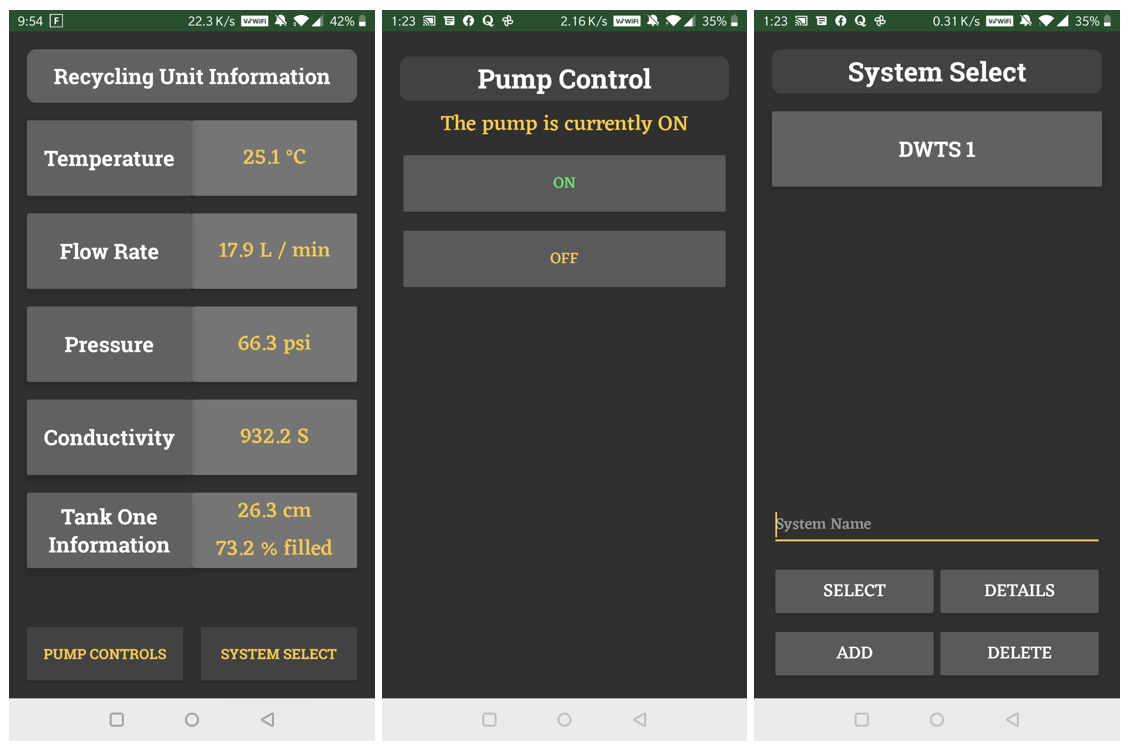 9:54 F 22.3 K/s VoWiFi 42%
Recycling Unit Information
Temperature 25.1 °C
Flow Rate 17.9 L / min
Pressure 66.3 psi
Conductivity 932.2 S
Tank One Information
26.3 cm
73.2 % filled
PUMP CONTROLS SYSTEM SELECT
1:23 2.16 K/s VoWiFi 35%
Pump Control
The pump is currently ON
ON
OFF
1:23 0.31 K/s VoWiFi 35%
System Select
DWTS 1
System Name
SELECT DETAILS
ADD DELETE